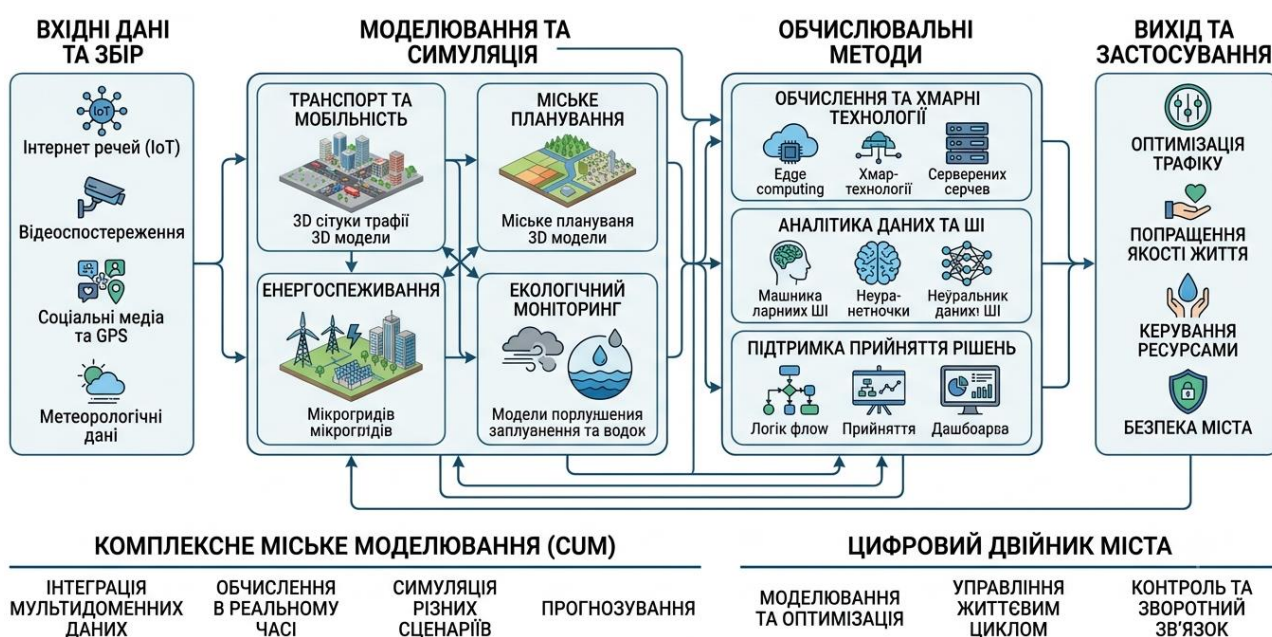 ВХІДНІ ДАНІ
ТА ЗБІР
IoT
Інтернет речей (IoT)
Відеоспостереження
Соціальні медіа
та GPS
Метеорологічні
дані
МОДЕЛЮВАННЯ ТА
СИМУЛЯЦІЯ
ТРАНСПОРТ ТА
МОБІЛЬНІСТЬ
3D сітуки трафії
3D модели
МІСЬКЕ
ПЛАНУВАННЯ
Міське плануваня
3D модели
ЕНЕРГОСПЕЖИВАННЯ
Мікрогридів
мікрогрідів
ЕКОЛОГІЧНИЙ
МОНІТОРИНГ
Модели порлушення
заплунення та водок
ОБЧИСЛЮВАЛЬНІ
МЕТОДИ
ОБЧИСЛЕННЯ ТА ХМАРНІ
ТЕХНОЛОГІЇ
Edge
computing
Хмар-
технології
Серверених
серчев
АНАЛІТИКА ДАНИХ ТА ШІ
Машника
ларниих ШІ
Неура-
нетночки
Неўральник
даних ШІ
ПІДТРИМКА ПРИЙНЯТТЯ РІШЕНЬ
Логік флоw
Прийняття
Дашбоарва
ВИХІД ТА
ЗАСТОСУВАННЯ
ОПТИМІЗАЦІЯ
ТРАФІКУ
ПОПРАЩЕННЯ
ЯКОСТІ ЖИТТЯ
КЕРУВАННЯ
РЕСУРСАМИ
БЕЗПЕКА МІСТА
КОМПЛЕКСНЕ МІСЬКЕ МОДЕЛЮВАННЯ (CUM)
ІНТЕГРАЦІЯ
МУЛЬТИДОМЕННИХ
ДАНИХ
ОБЧИСЛЕННЯ
В РЕАЛЬНОМУ
ЧАСІ
СИМУЛЯЦІЯ
РІЗНИХ
СЦЕНАРІЇВ
ПРОГНОЗУВАННЯ
ЦИФРОВИЙ ДВІЙНИК МІСТА
МОДЕЛЮВАННЯ
ТА ОПТИМІЗАЦІЯ
УПРАВЛІННЯ
ЖИТТЄВИМ
ЦИКЛОМ
КОНТРОЛЬ ТА
ЗВОРОТНИЙ
ЗВ'ЯЗОК